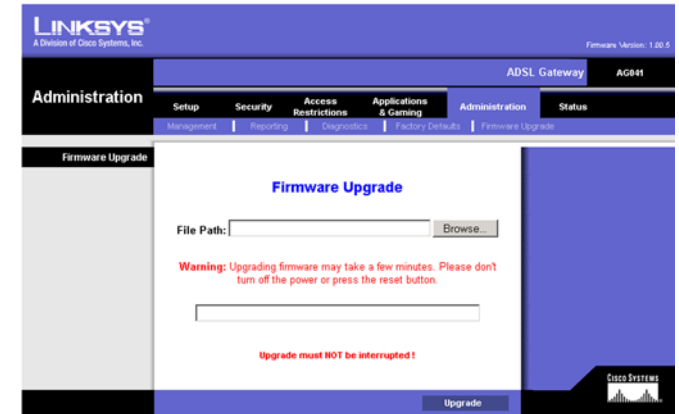 LINKSYS®
A Division of Cisco Systems, Inc.
Firmware Version: 1.00.5
ADSL Gateway AG041
Administration
Setup Security Access Restrictions Applications & Gaming Administration Status
Management Reporting Diagnostics Factory Defaults Firmware Upgrade
Firmware Upgrade
Firmware Upgrade
File Path: Browse...
Warning: Upgrading firmware may take a few minutes. Please don't
turn off the power or press the reset button.
Upgrade must NOT be interrupted !
CISCO SYSTEMS
Upgrade